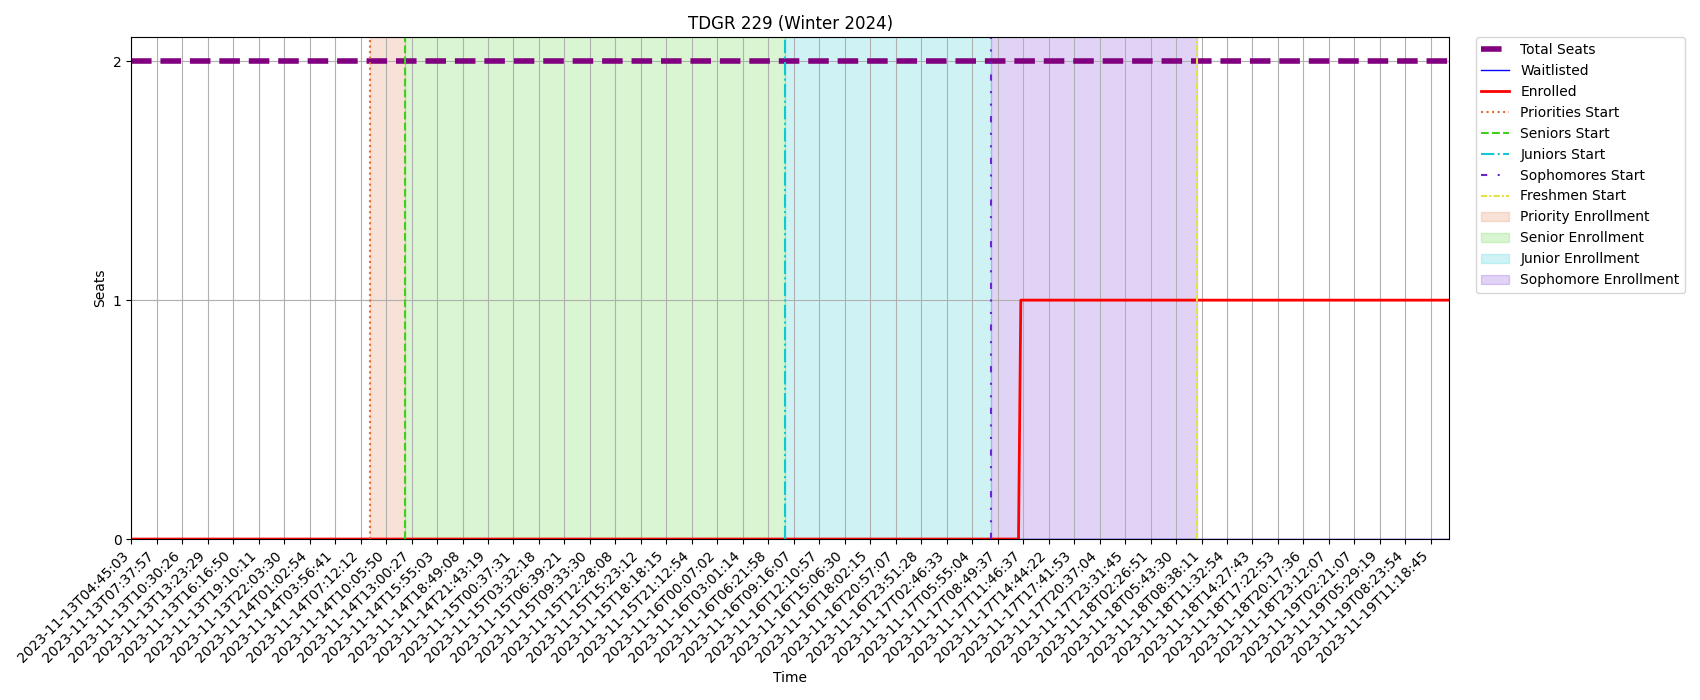 TDGR 229 (Winter 2024)
Seats
2
1
0
2023-11-13T04:45:03
2023-11-13T07:37:57
2023-11-13T10:30:26
2023-11-13T13:23:29
2023-11-13T16:16:50
2023-11-13T19:10:11
2023-11-13T22:03:30
2023-11-14T01:02:54
2023-11-14T03:56:41
2023-11-14T07:12:12
2023-11-14T10:05:50
2023-11-14T13:00:27
2023-11-14T15:55:03
2023-11-14T18:49:08
2023-11-14T21:43:19
2023-11-15T00:37:31
2023-11-15T03:32:18
2023-11-15T06:39:21
2023-11-15T09:33:30
2023-11-15T12:28:08
2023-11-15T15:23:12
2023-11-15T18:18:15
2023-11-15T21:12:54
2023-11-16T00:07:02
2023-11-16T03:01:14
2023-11-16T06:21:58
2023-11-16T09:16:07
2023-11-16T12:10:57
2023-11-16T15:06:30
2023-11-16T18:02:15
2023-11-16T20:57:07
2023-11-16T23:51:28
2023-11-17T02:46:33
2023-11-17T05:55:04
2023-11-17T08:49:37
2023-11-17T11:46:37
2023-11-17T14:44:22
2023-11-17T17:41:53
2023-11-17T20:37:04
2023-11-17T23:31:45
2023-11-18T02:26:51
2023-11-18T05:43:30
2023-11-18T08:38:11
2023-11-18T11:32:54
2023-11-18T14:27:43
2023-11-18T17:22:53
2023-11-18T20:17:36
2023-11-18T23:12:07
2023-11-19T02:21:07
2023-11-19T05:29:19
2023-11-19T08:23:54
2023-11-19T11:18:45
Time
Total Seats
Waitlisted
Enrolled
Priorities Start
Seniors Start
Juniors Start
Sophomores Start
Freshmen Start
Priority Enrollment
Senior Enrollment
Junior Enrollment
Sophomore Enrollment